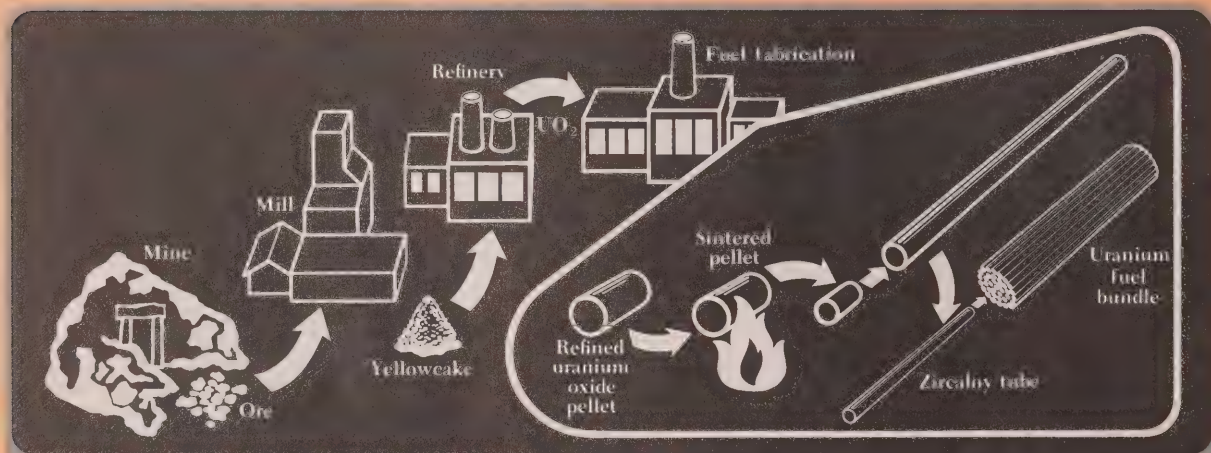 Mine
Ore
Mill
Yellowcake
Refinery
UO₂
Fuel fabrication
Refined
uranium
oxide
pellet
Sintered
pellet
Zircaloy tube
Uranium
fuel
bundle